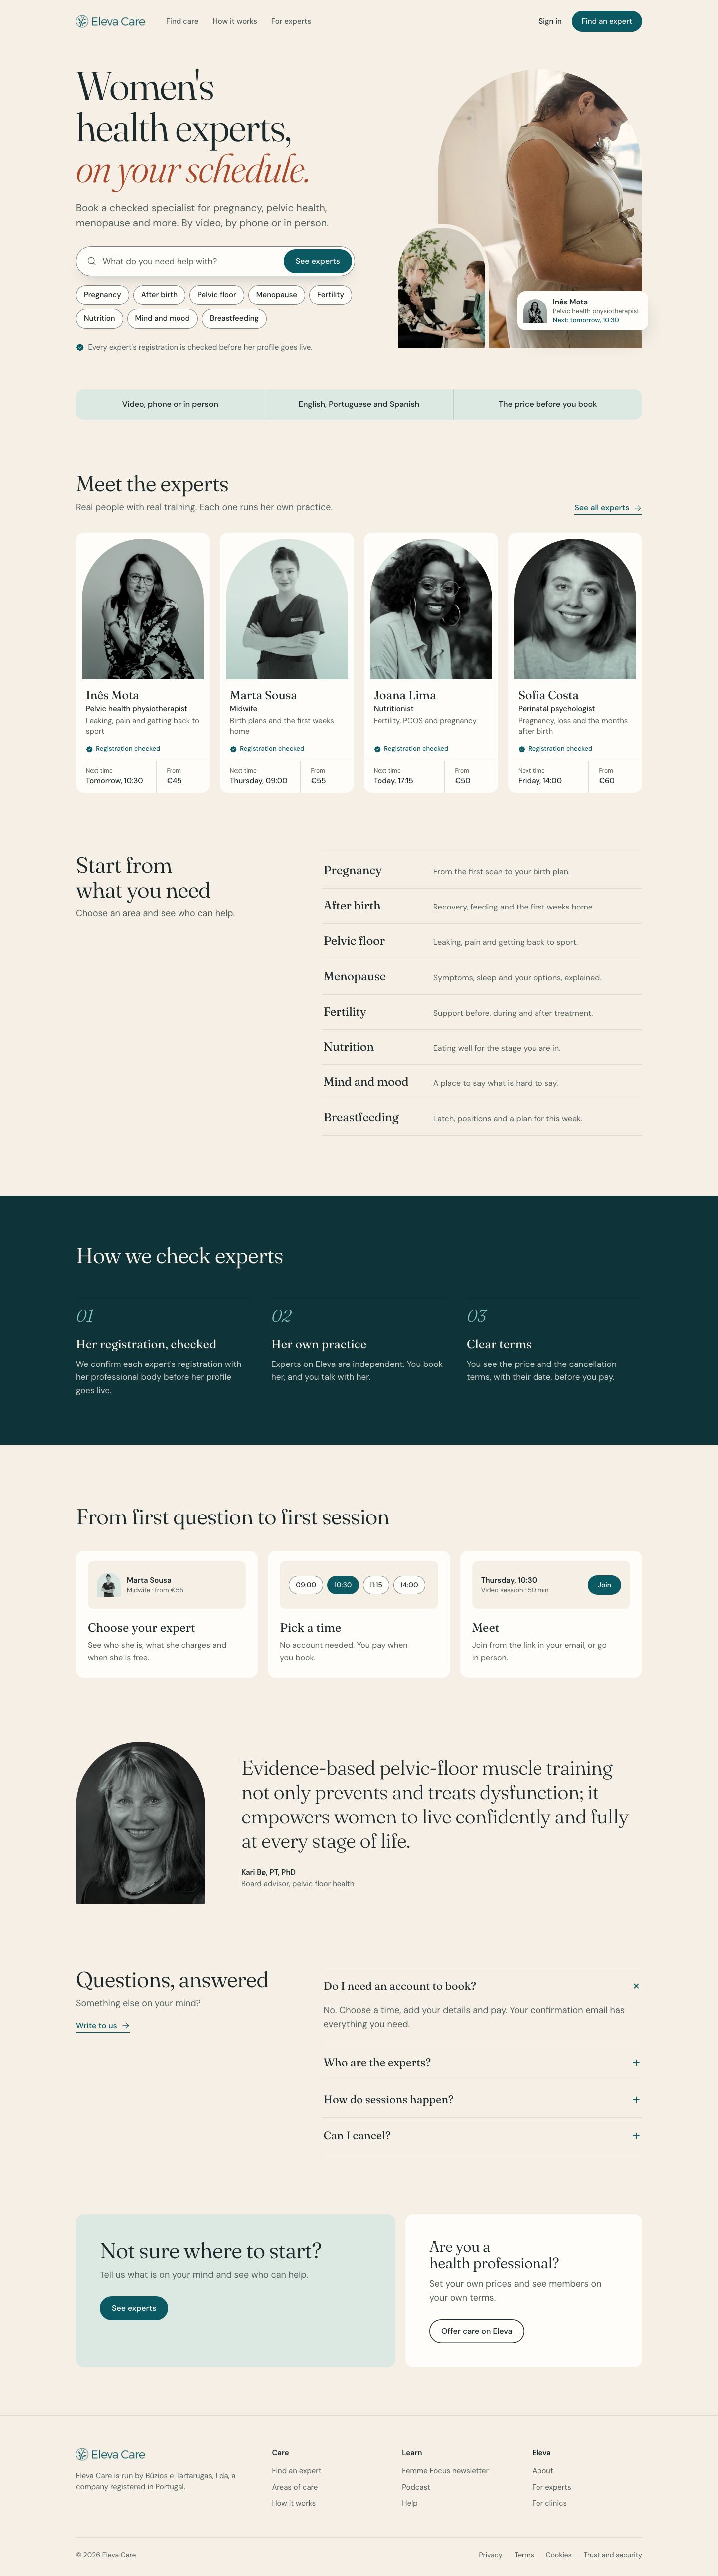 Eleva Care
Find care
How it works
For experts
Sign in
Find an expert
Women's
health experts,
on your schedule.
Book a checked specialist for pregnancy, pelvic health,
menopause and more. By video, by phone or in person.
What do you need help with?
See experts
Pregnancy
After birth
Pelvic floor
Menopause
Fertility
Nutrition
Mind and mood
Breastfeeding
Every expert's registration is checked before her profile goes live.
Inês Mota
Pelvic health physiotherapist
Next: tomorrow, 10:30
Video, phone or in person
English, Portuguese and Spanish
The price before you book
Meet the experts
Real people with real training. Each one runs her own practice.
See all experts →
Inês Mota
Pelvic health physiotherapist
Leaking, pain and getting back to
sport
Registration checked
Next time
Tomorrow, 10:30
From
€45
Marta Sousa
Midwife
Birth plans and the first weeks
home
Registration checked
Next time
Thursday, 09:00
From
€55
Joana Lima
Nutritionist
Fertility, PCOS and pregnancy
Registration checked
Next time
Today, 17:15
From
€50
Sofia Costa
Perinatal psychologist
Pregnancy, loss and the months
after birth
Registration checked
Next time
Friday, 14:00
From
€60
Start from
what you need
Choose an area and see who can help.
Pregnancy
From the first scan to your birth plan.
After birth
Recovery, feeding and the first weeks home.
Pelvic floor
Leaking, pain and getting back to sport.
Menopause
Symptoms, sleep and your options, explained.
Fertility
Support before, during and after treatment.
Nutrition
Eating well for the stage you are in.
Mind and mood
A place to say what is hard to say.
Breastfeeding
Latch, positions and a plan for this week.
How we check experts
01
Her registration, checked
We confirm each expert's registration with
her professional body before her profile
goes live.
02
Her own practice
Experts on Eleva are independent. You book
her, and you talk with her.
03
Clear terms
You see the price and the cancellation
terms, with their date, before you pay.
From first question to first session
Marta Sousa
Midwife · from €55
Choose your expert
See who she is, what she charges and
when she is free.
09:00
10:30
11:15
14:00
Pick a time
No account needed. You pay when
you book.
Thursday, 10:30
Video session · 50 min
Join
Meet
Join from the link in your email, or go
in person.
Evidence-based pelvic-floor muscle training
not only prevents and treats dysfunction; it
empowers women to live confidently and fully
at every stage of life.
Kari Bø, PT, PhD
Board advisor, pelvic floor health
Questions, answered
Something else on your mind?
Write to us →
Do I need an account to book?
No. Choose a time, add your details and pay. Your confirmation email has
everything you need.
Who are the experts?
How do sessions happen?
Can I cancel?
Not sure where to start?
Tell us what is on your mind and see who can help.
See experts
Are you a
health professional?
Set your own prices and see members on
your own terms.
Offer care on Eleva
Eleva Care
Eleva Care is run by Búzios e Tartarugas, Lda, a
company registered in Portugal.
Care
Find an expert
Areas of care
How it works
Learn
Femme Focus newsletter
Podcast
Help
Eleva
About
For experts
For clinics
© 2026 Eleva Care
Privacy
Terms
Cookies
Trust and security